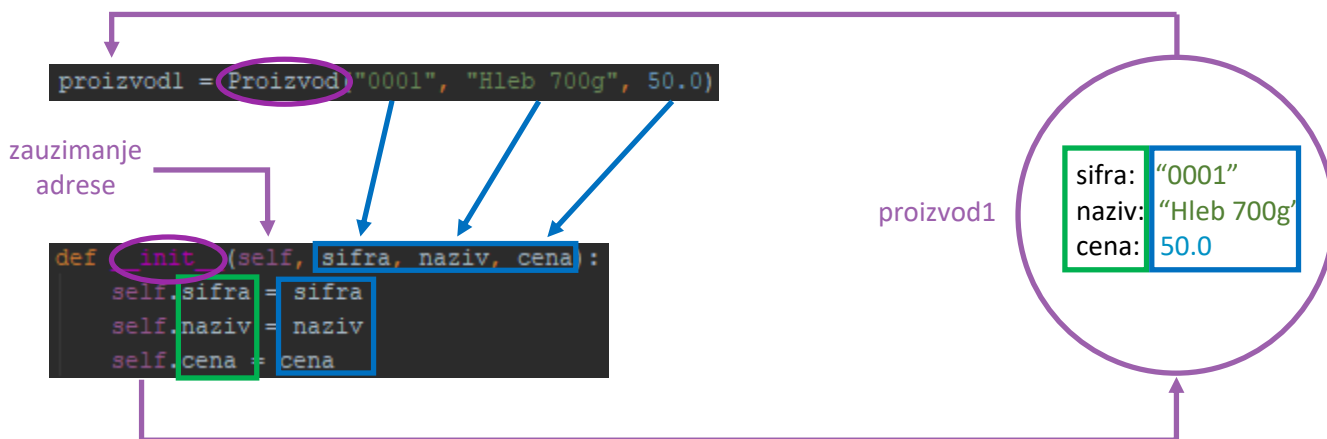 proizvod1 = Proizvod("0001", "Hleb 700g", 50.0)
zauzimanje
adrese
def __init__(self, sifra, naziv, cena):
self.sifra = sifra
self.naziv = naziv
self.cena = cena
proizvod1
sifra: “0001”
naziv: “Hleb 700g”
cena: 50.0